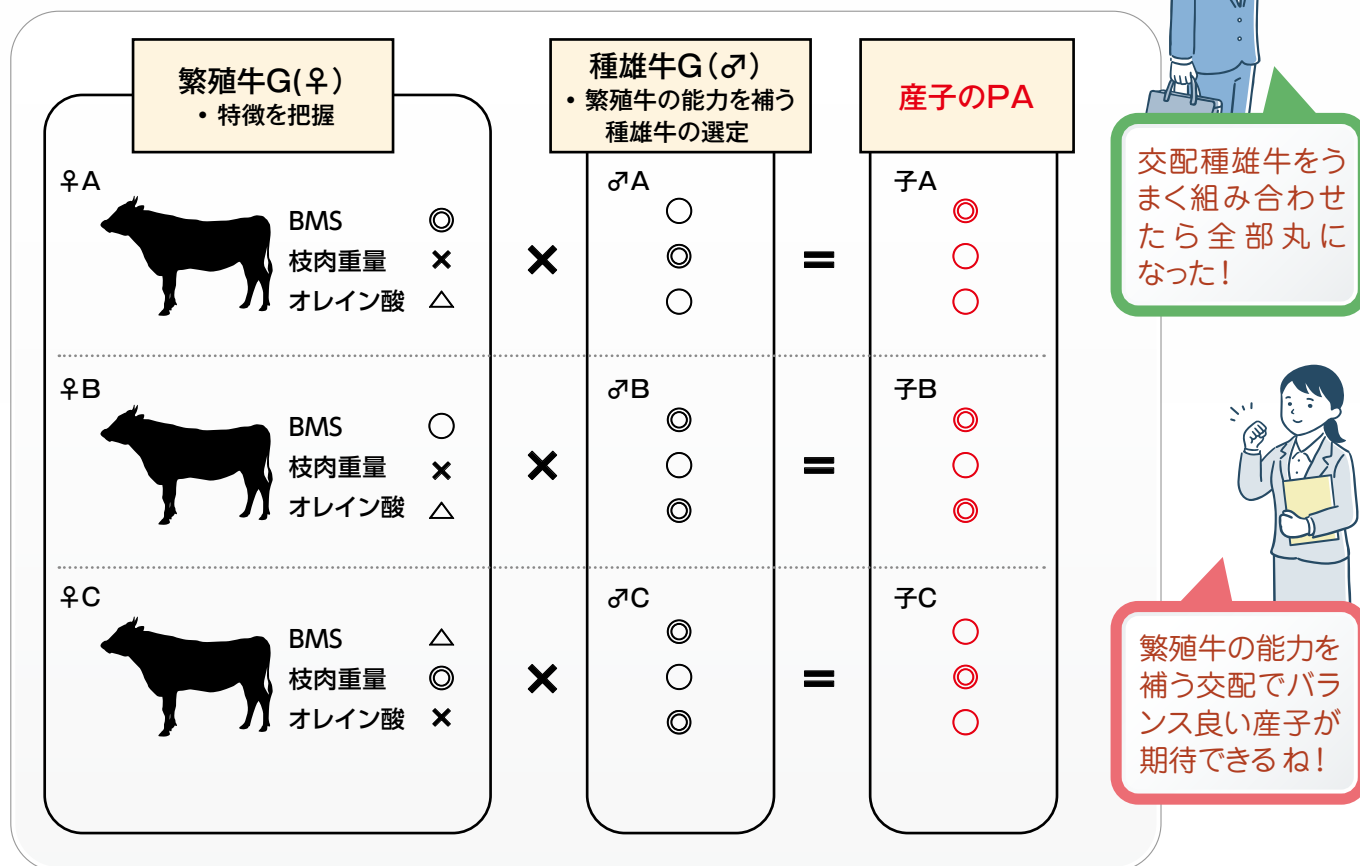 繁殖牛G(♀)
・特徴を把握
種雄牛G(♂)
・繁殖牛の能力を補う
種雄牛の選定
産子のPA
♀A
BMS ◎
枝肉重量 ×
オレイン酸 △
×
♂A
○
◎
○
=
子A
◎
○
○
♀B
BMS ○
枝肉重量 ×
オレイン酸 △
×
♂B
◎
○
◎
=
子B
◎
○
◎
♀C
BMS △
枝肉重量 ◎
オレイン酸 ×
×
♂C
◎
○
◎
=
子C
○
◎
○
交配種雄牛をう
まく組み合わせ
たら全部丸に
なった!
繁殖牛の能力を
補う交配でバラ
ンス良い産子が
期待できるね!